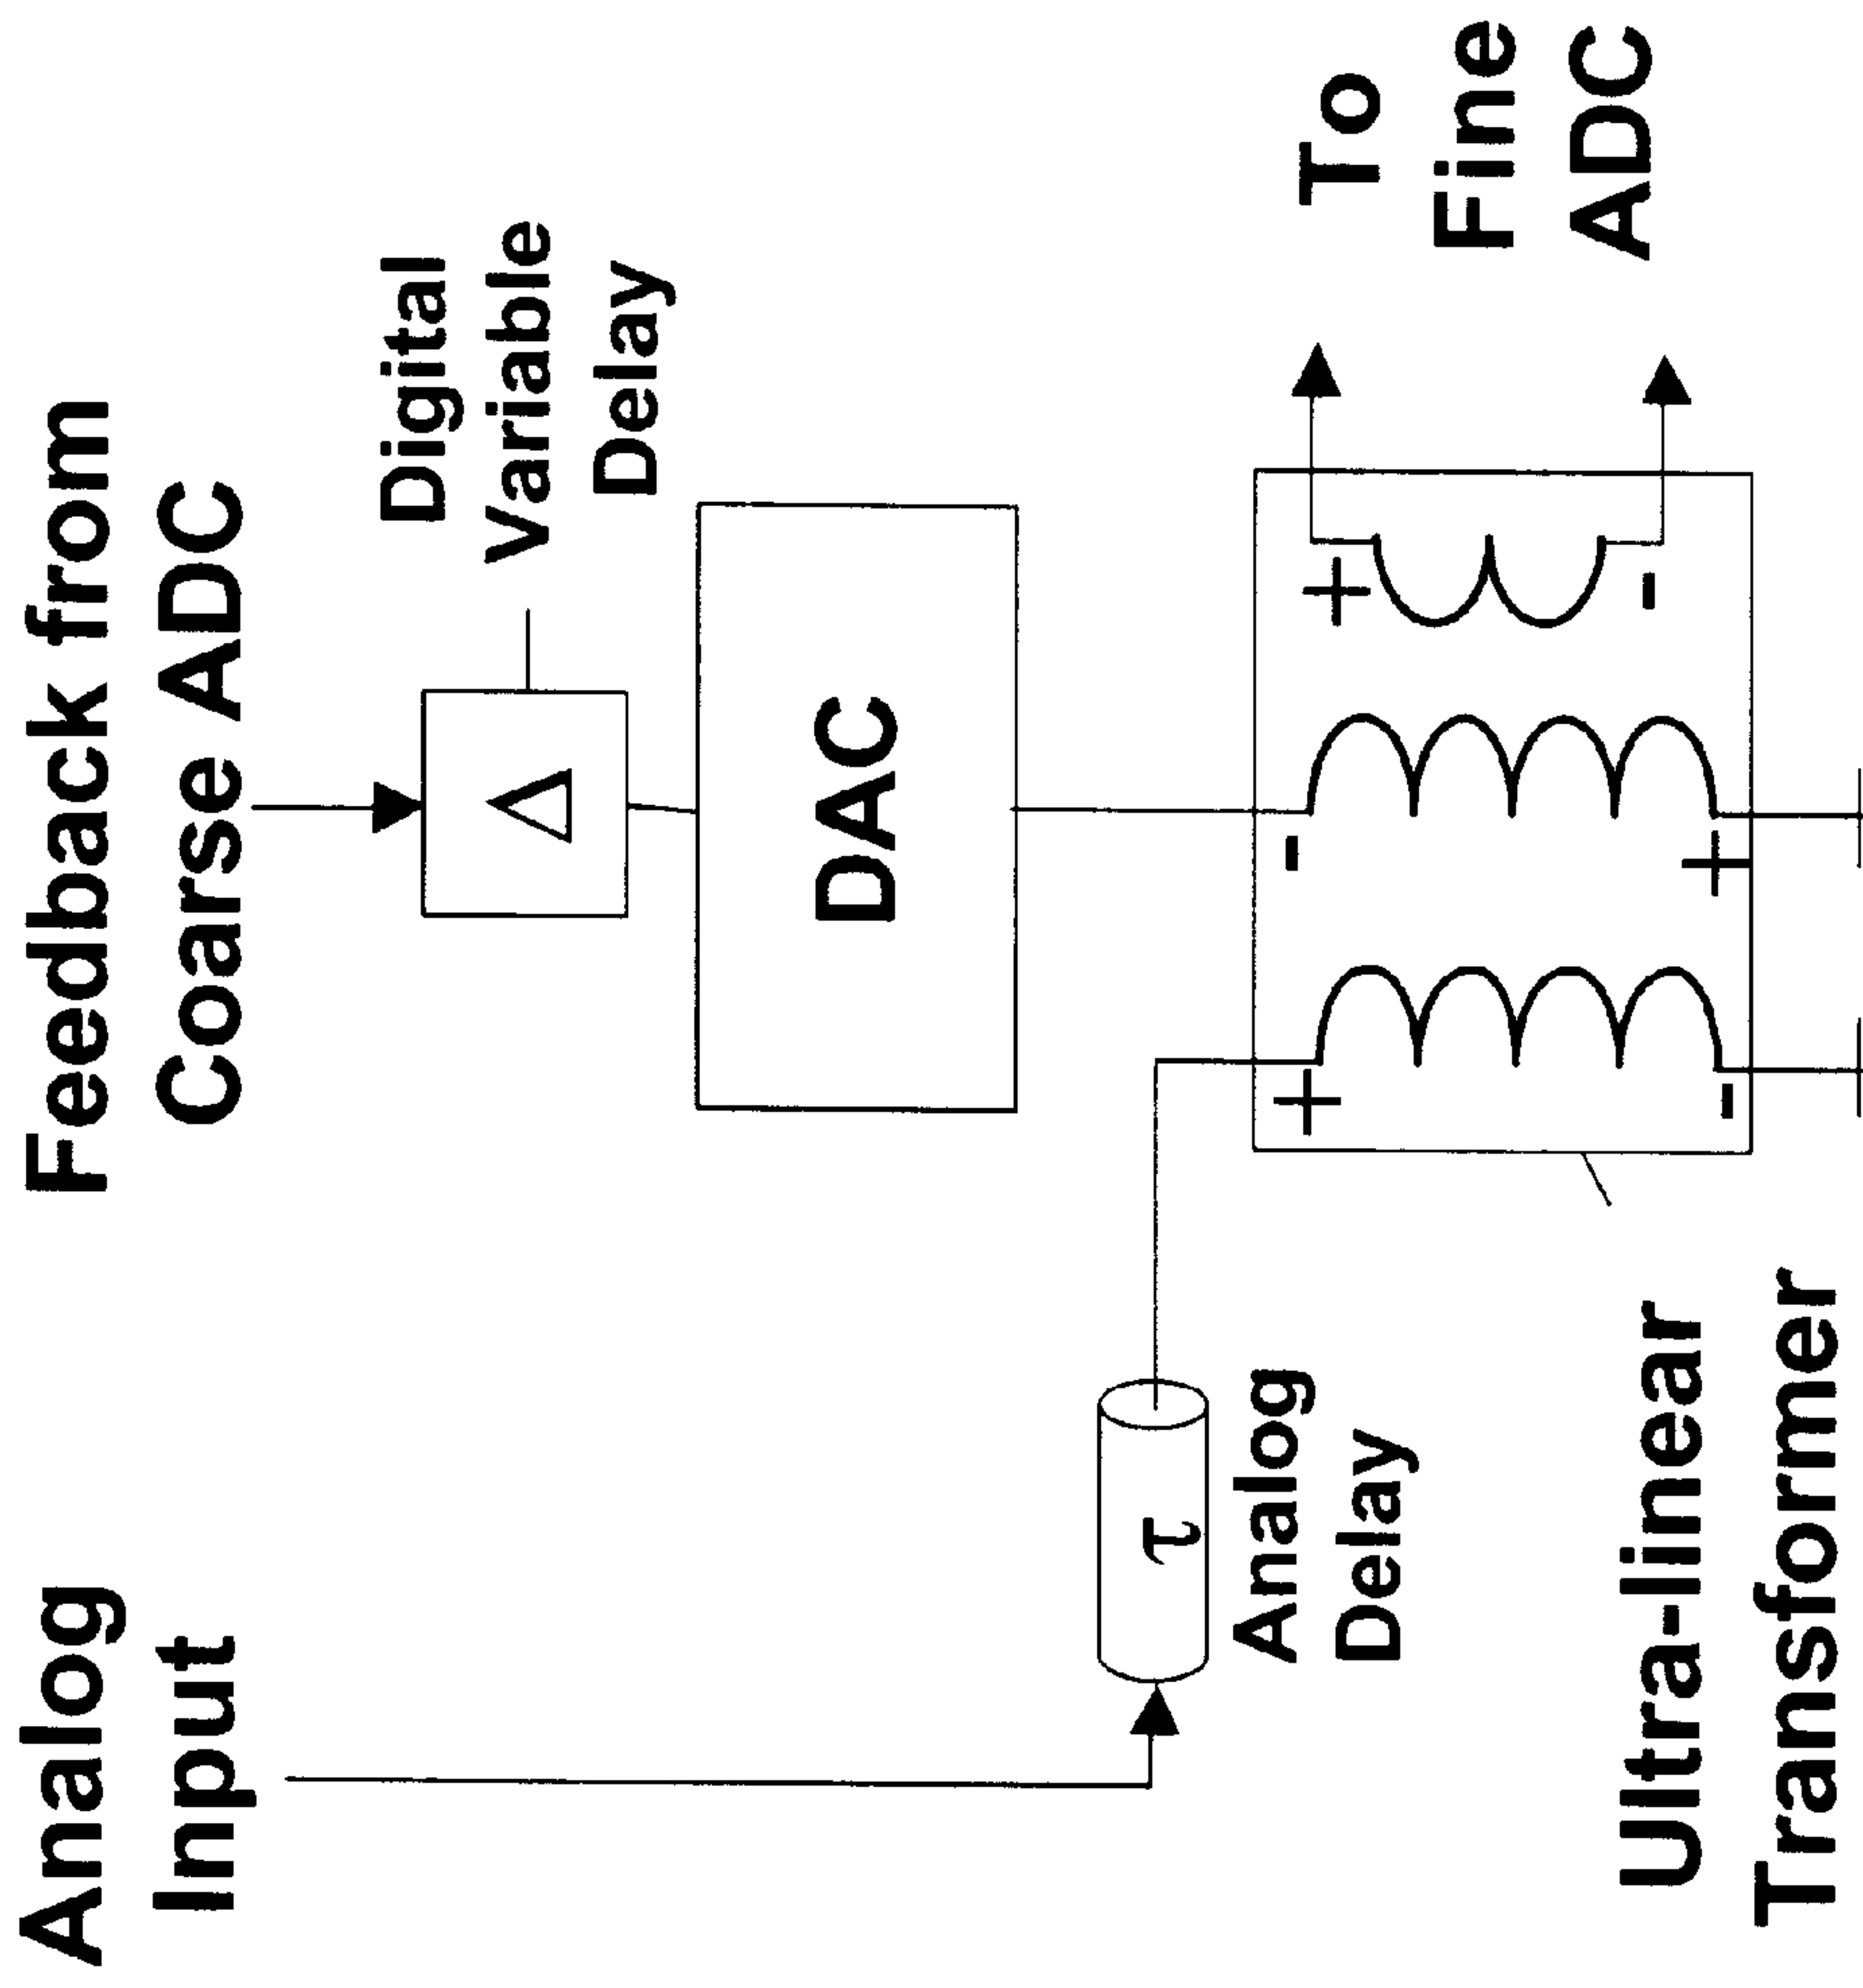 Analog
Input
Feedback from
Coarse ADC
Digital
Variable
Delay
Δ
DAC
τ
Analog
Delay
+
-
-
+
+
-
To
Fine
ADC
Ultra-linear
Transformer